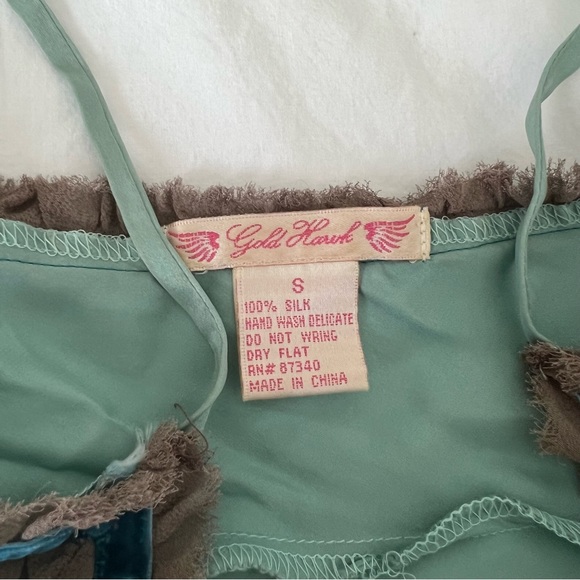 Gold Hawk
S
100% SILK
HAND WASH DELICATE
DO NOT WRING
DRY FLAT
RN# 87340
MADE IN CHINA